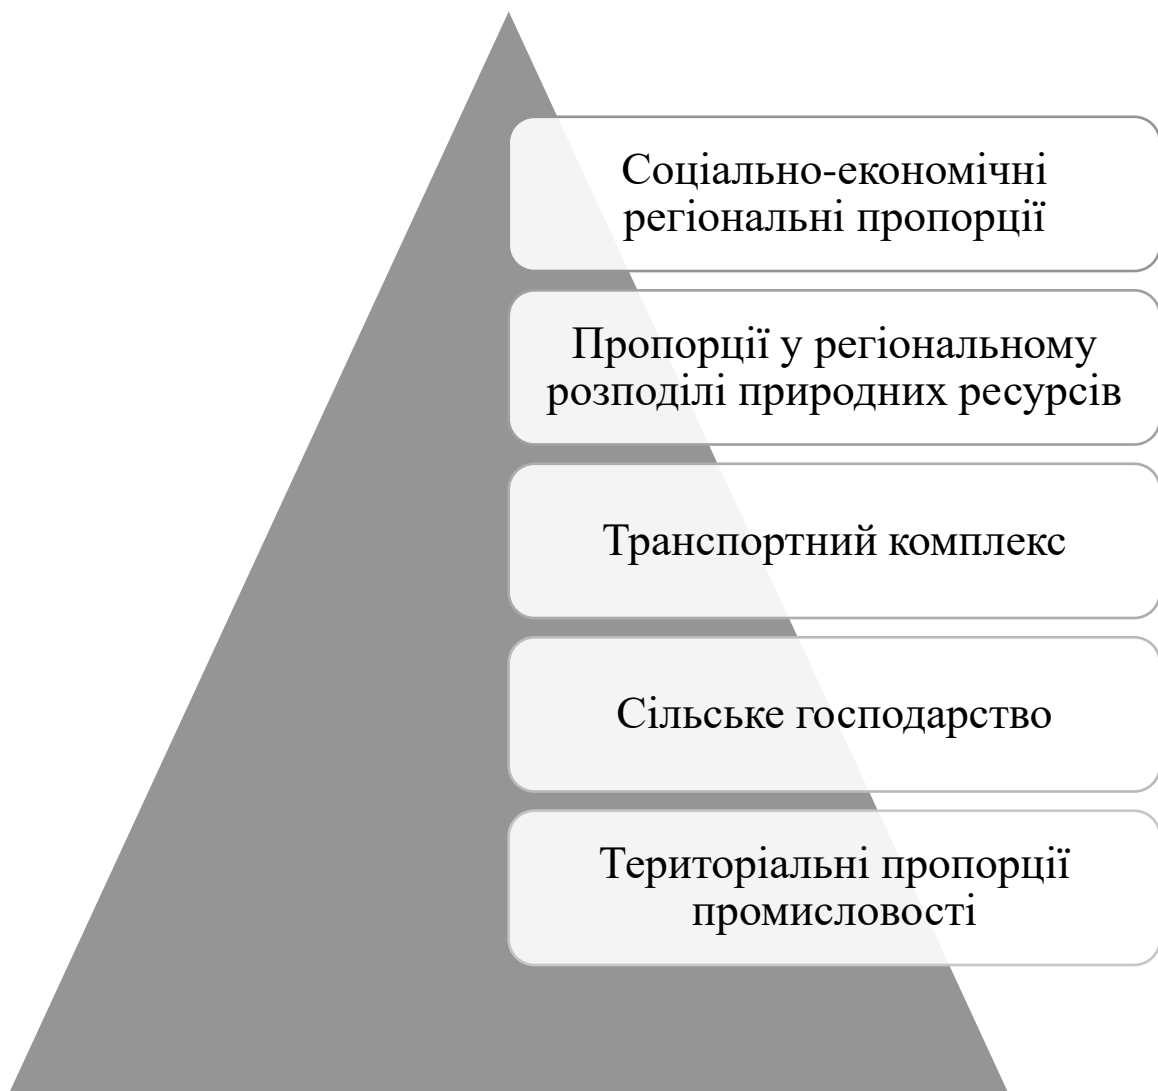 Соціально-економічні
регіональні пропорції
Пропорції у регіональному
розподілі природних ресурсів
Транспортний комплекс
Сільське господарство
Територіальні пропорції
промисловості